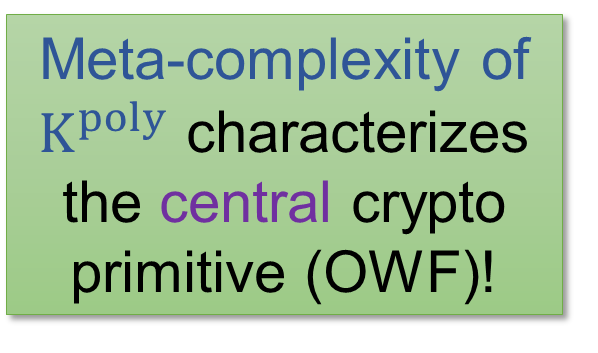 Meta-complexity of
K^poly characterizes
the central crypto
primitive (OWF)!